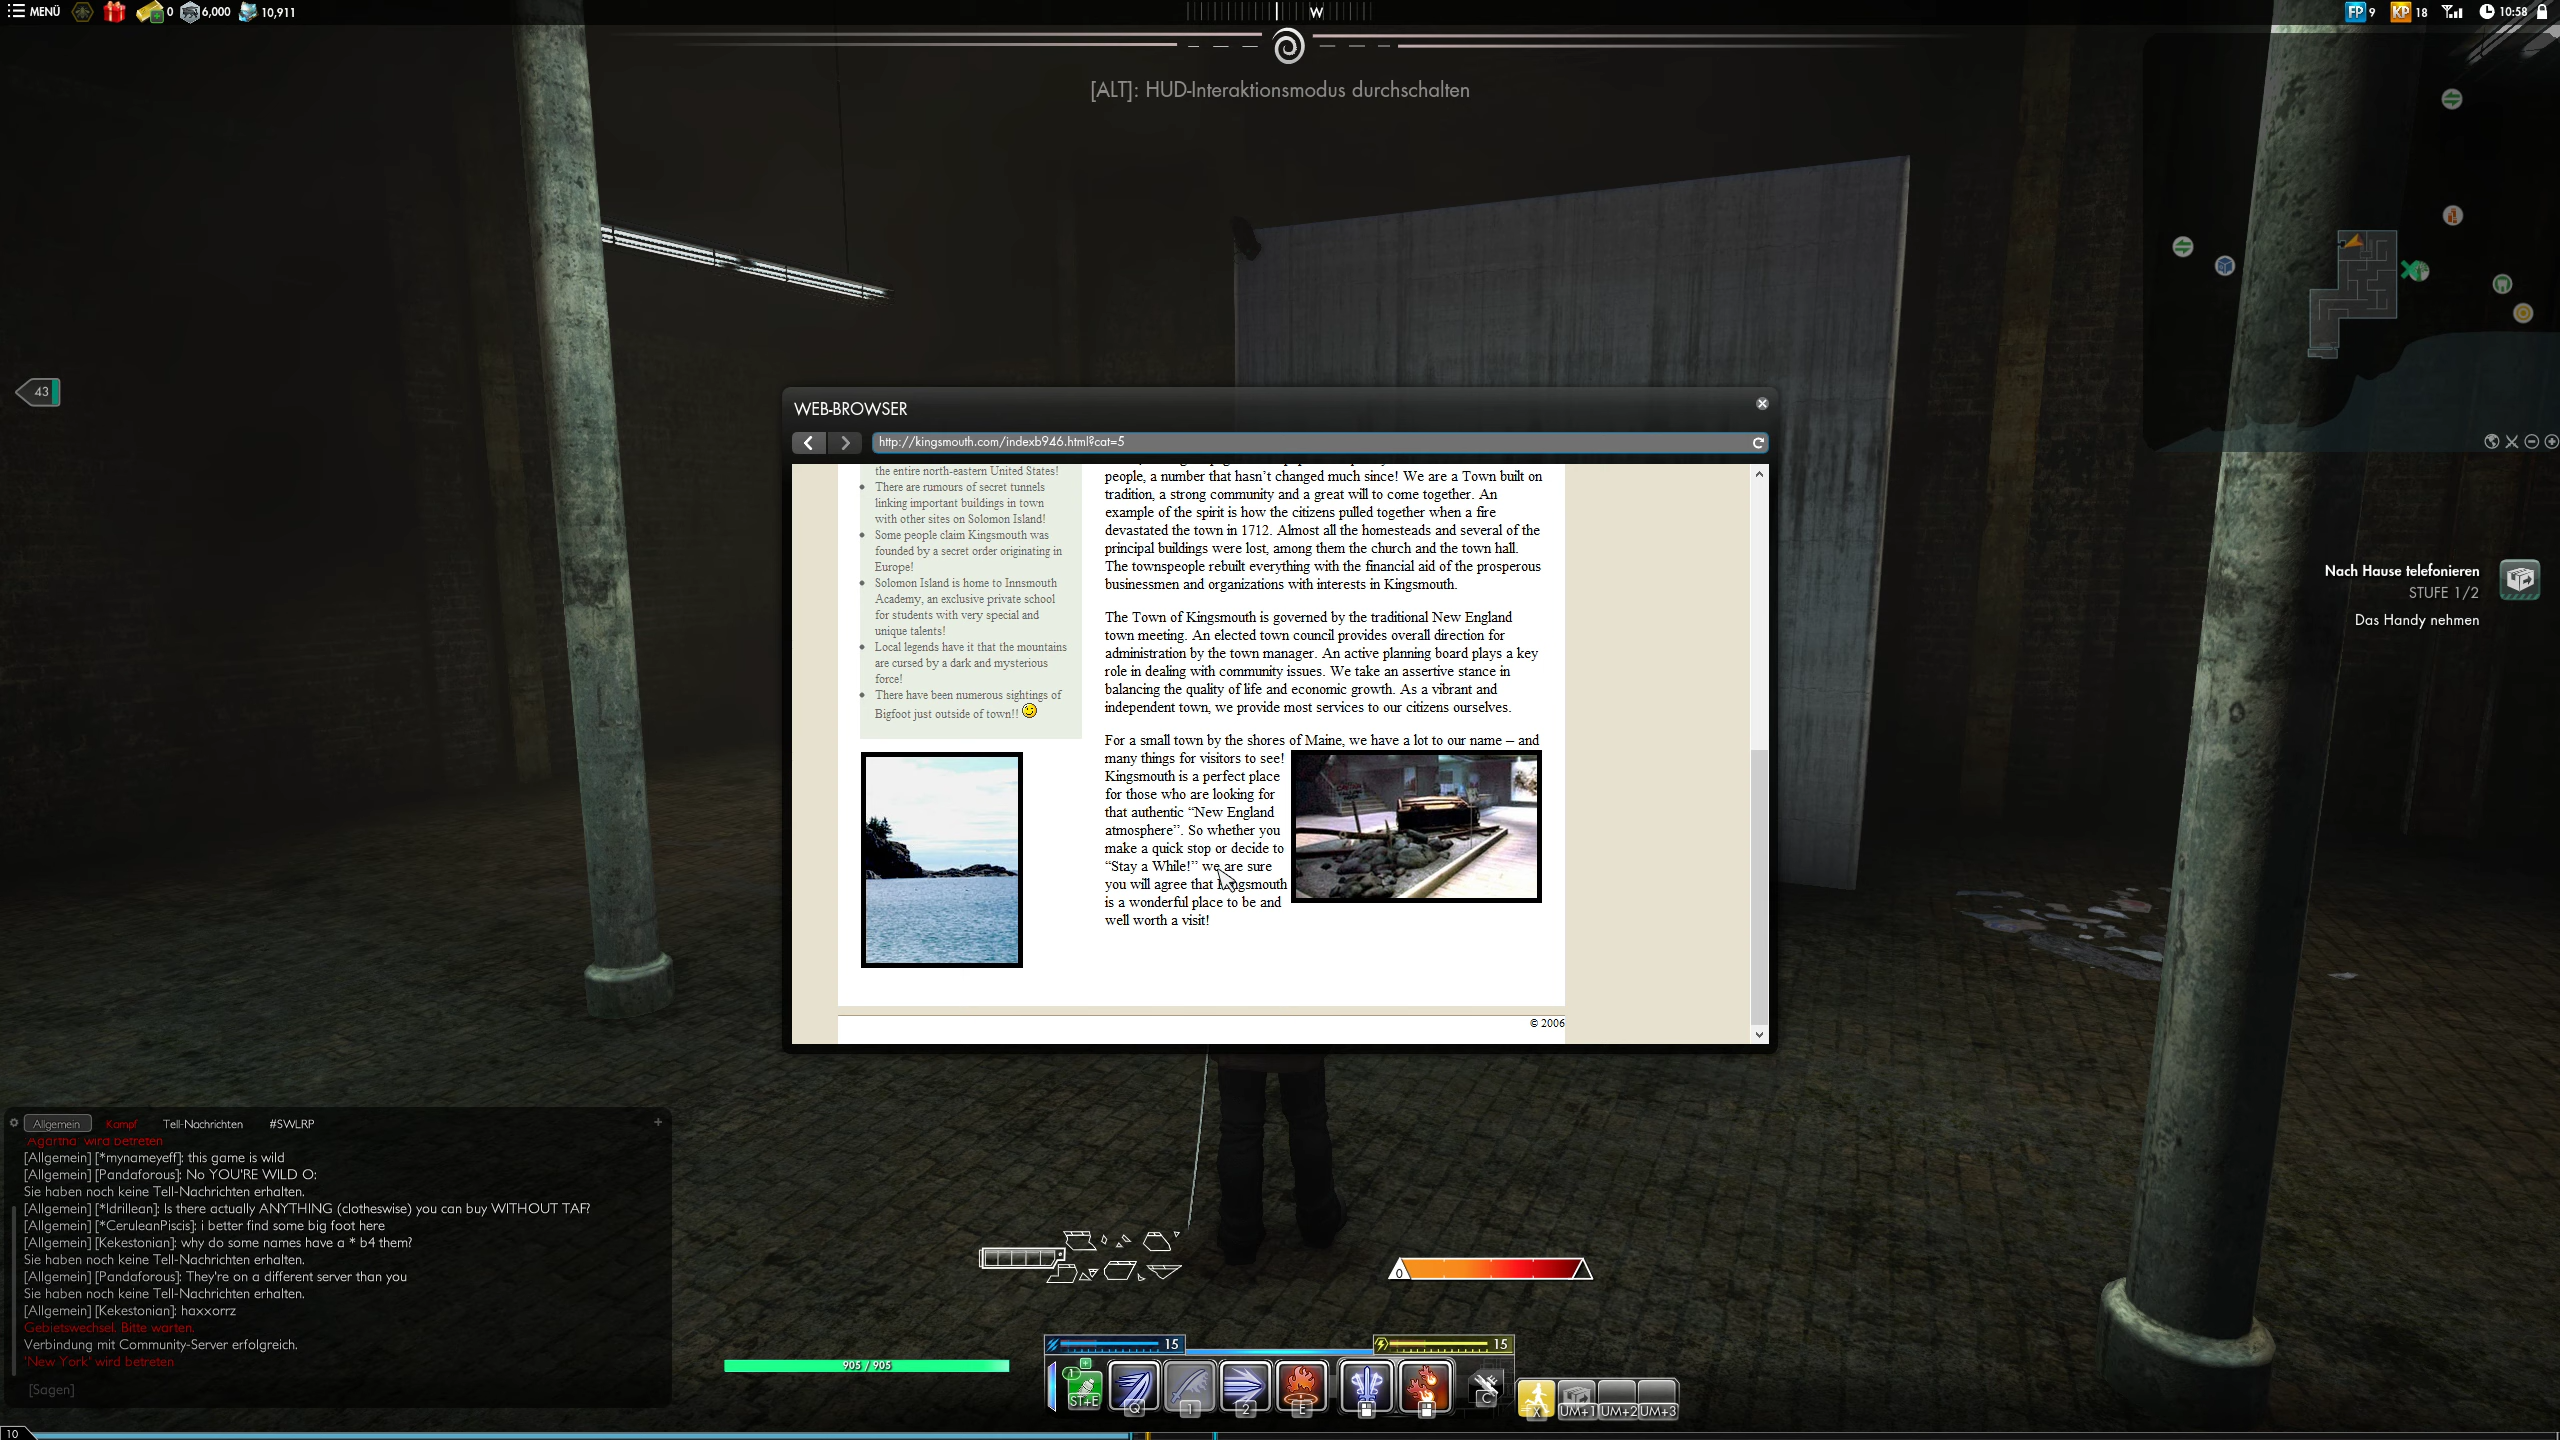 MENÜ 0 6,000 10,911
W
FP 9 KP 18 10:58
[ALT]: HUD-Interaktionsmodus durchschalten
43
WEB-BROWSER
http://kingsmouth.com/indexb946.html?cat=5
the entire north-eastern United States!
There are rumours of secret tunnels
linking important buildings in town
with other sites on Solomon Island!
Some people claim Kingsmouth was
founded by a secret order originating in
Europe!
Solomon Island is home to Innsmouth
Academy, an exclusive private school
for students with very special and
unique talents!
Local legends have it that the mountains
are cursed by a dark and mysterious
force!
There have been numerous sightings of
Bigfoot just outside of town!!
people, a number that hasn’t changed much since! We are a Town built on
tradition, a strong community and a great will to come together. An
example of the spirit is how the citizens pulled together when a fire
devastated the town in 1712. Almost all the homesteads and several of the
principal buildings were lost, among them the church and the town hall.
The townspeople rebuilt everything with the financial aid of the prosperous
businessmen and organizations with interests in Kingsmouth.
The Town of Kingsmouth is governed by the traditional New England
town meeting. An elected town council provides overall direction for
administration by the town manager. An active planning board plays a key
role in dealing with community issues. We take an assertive stance in
balancing the quality of life and economic growth. As a vibrant and
independent town, we provide most services to our citizens ourselves.
For a small town by the shores of Maine, we have a lot to our name – and
many things for visitors to see!
Kingsmouth is a perfect place
for those who are looking for
that authentic “New England
atmosphere”. So whether you
make a quick stop or decide to
“Stay a While!” we are sure
you will agree that Kingsmouth
is a wonderful place to be and
well worth a visit!
© 2006
Nach Hause telefonieren
STUFE 1/2
Das Handy nehmen
Allgemein Kampf Tell-Nachrichten #SWLRP
'Agartha' wird betreten
[Allgemein] [*mynameyeff]: this game is wild
[Allgemein] [Pandaforous]: No YOU'RE WILD O:
Sie haben noch keine Tell-Nachrichten erhalten.
[Allgemein] [*Idrillean]: Is there actually ANYTHING (clotheswise) you can buy WITHOUT TAF?
[Allgemein] [*CeruleanPiscis]: i better find some big foot here
[Allgemein] [Kekestonian]: why do some names have a * b4 them?
Sie haben noch keine Tell-Nachrichten erhalten.
[Allgemein] [Pandaforous]: They're on a different server than you
Sie haben noch keine Tell-Nachrichten erhalten.
[Allgemein] [Kekestonian]: haxxorrz
Gebietswechsel. Bitte warten.
Verbindung mit Community-Server erfolgreich.
'New York' wird betreten
[Sagen]
0
15 15
905 / 905
1
ST+E Q 1 2 E C X UM+1 UM+2 UM+3
10